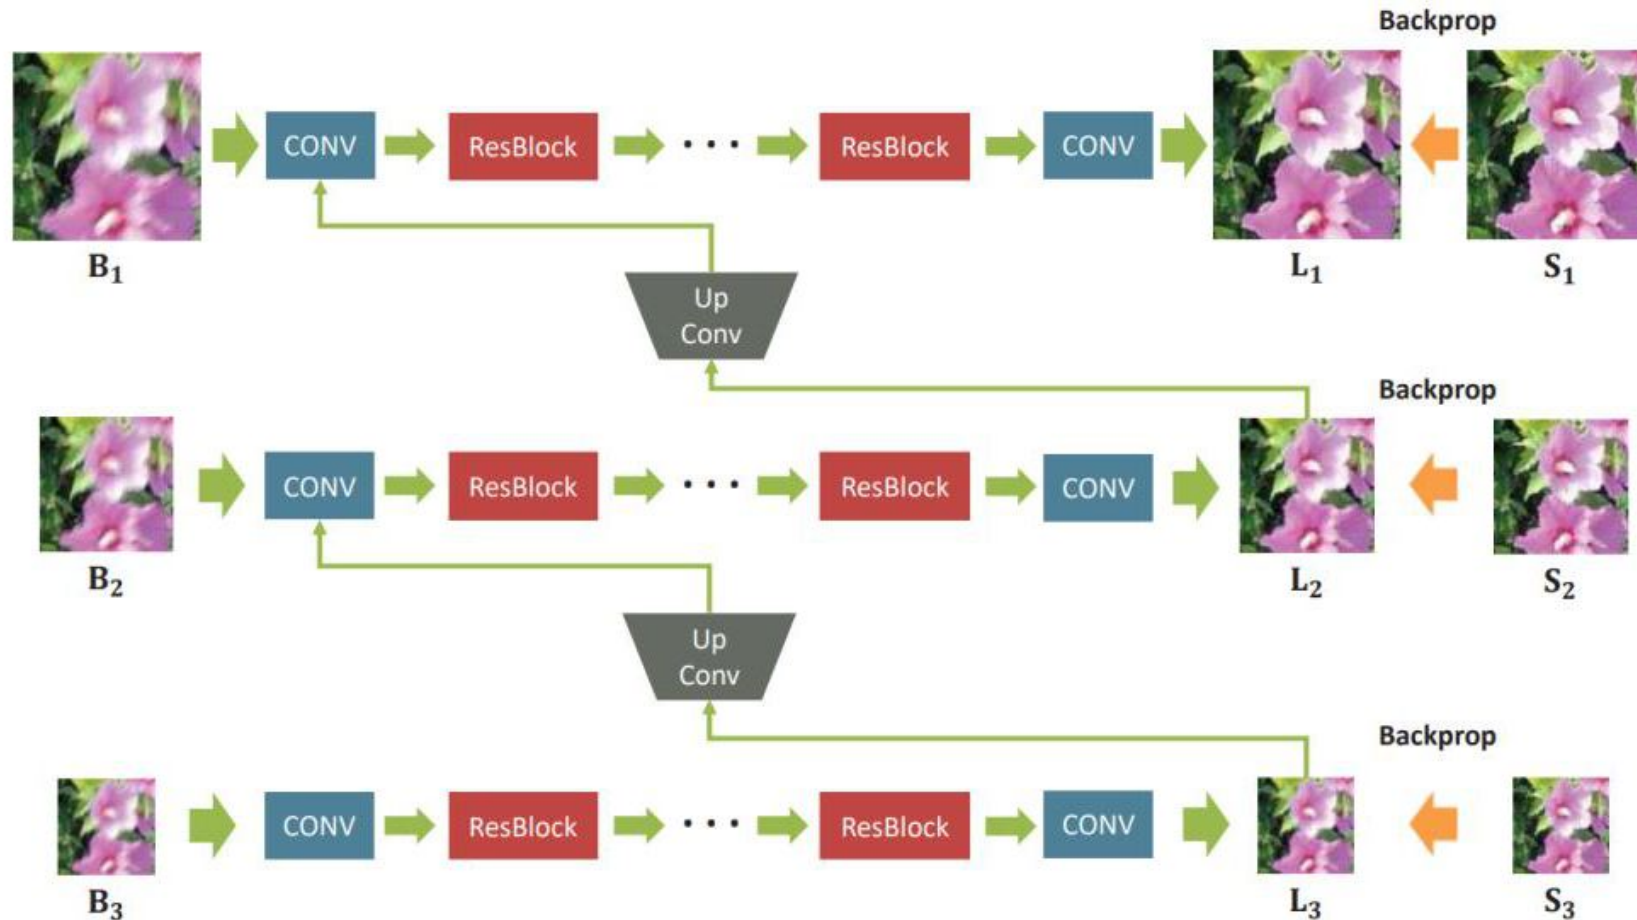 Backprop
CONV
ResBlock
· · ·
ResBlock
CONV
B₁
L₁
S₁
Up
Conv
Backprop
CONV
ResBlock
· · ·
ResBlock
CONV
B₂
L₂
S₂
Up
Conv
Backprop
CONV
ResBlock
· · ·
ResBlock
CONV
B₃
L₃
S₃